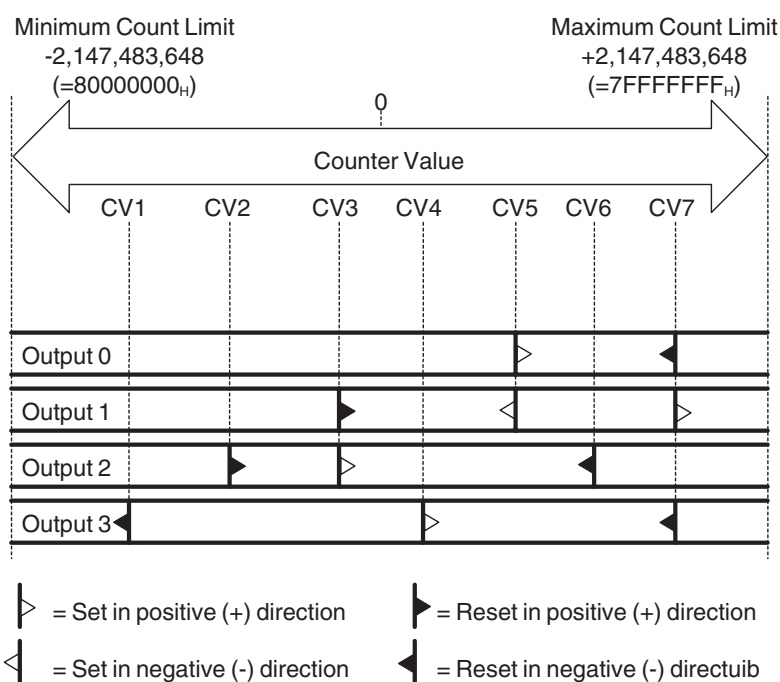 Minimum Count Limit
-2,147,483,648
(=80000000H)
Maximum Count Limit
+2,147,483,648
(=7FFFFFFFH)
0
Counter Value
CV1 CV2 CV3 CV4 CV5 CV6 CV7
Output 0
Output 1
Output 2
Output 3
= Set in positive (+) direction
= Reset in positive (+) direction
= Set in negative (-) direction
= Reset in negative (-) directuib